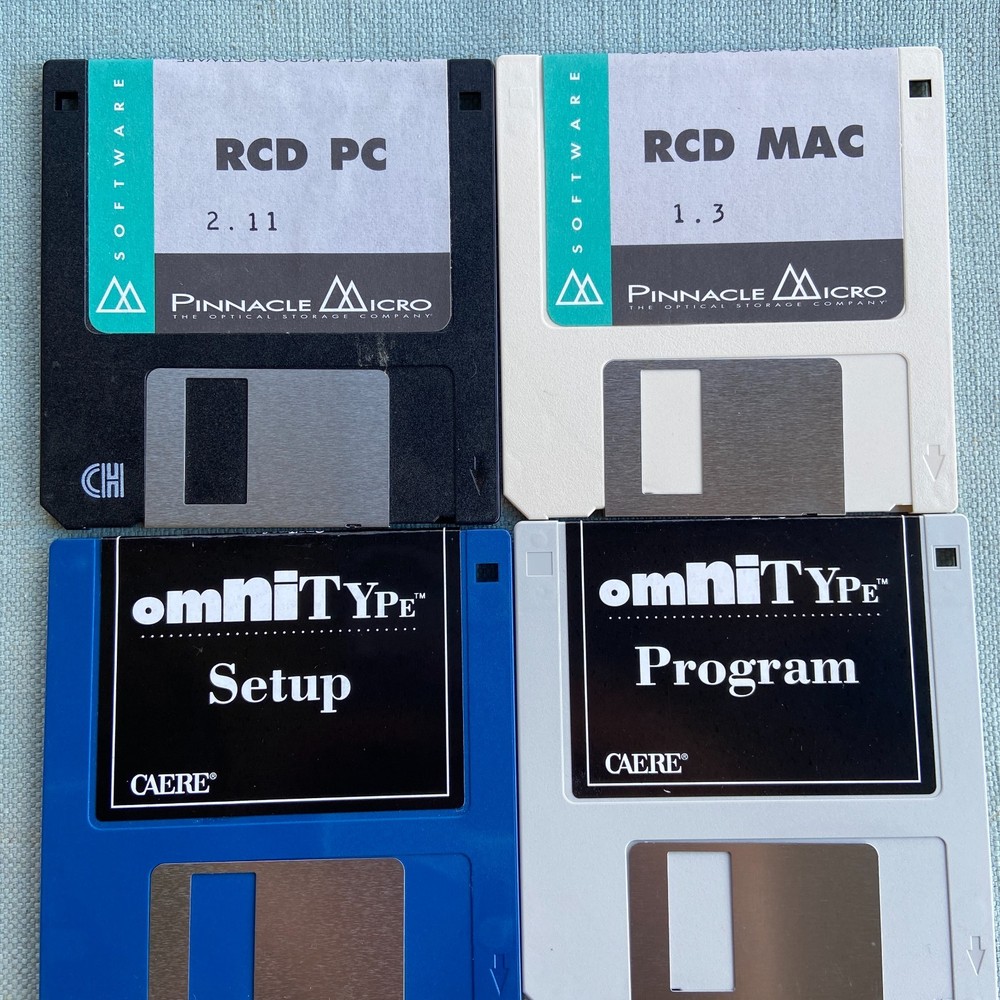 SOFTWARE
RCD PC
2.11
PINNACLE MICRO
THE OPTICAL STORAGE COMPANY
CH
SOFTWARE
RCD MAC
1.3
PINNACLE MICRO
THE OPTICAL STORAGE COMPANY
omniTYPE™
Setup
CAERE®
omniTYPE™
Program
CAERE®